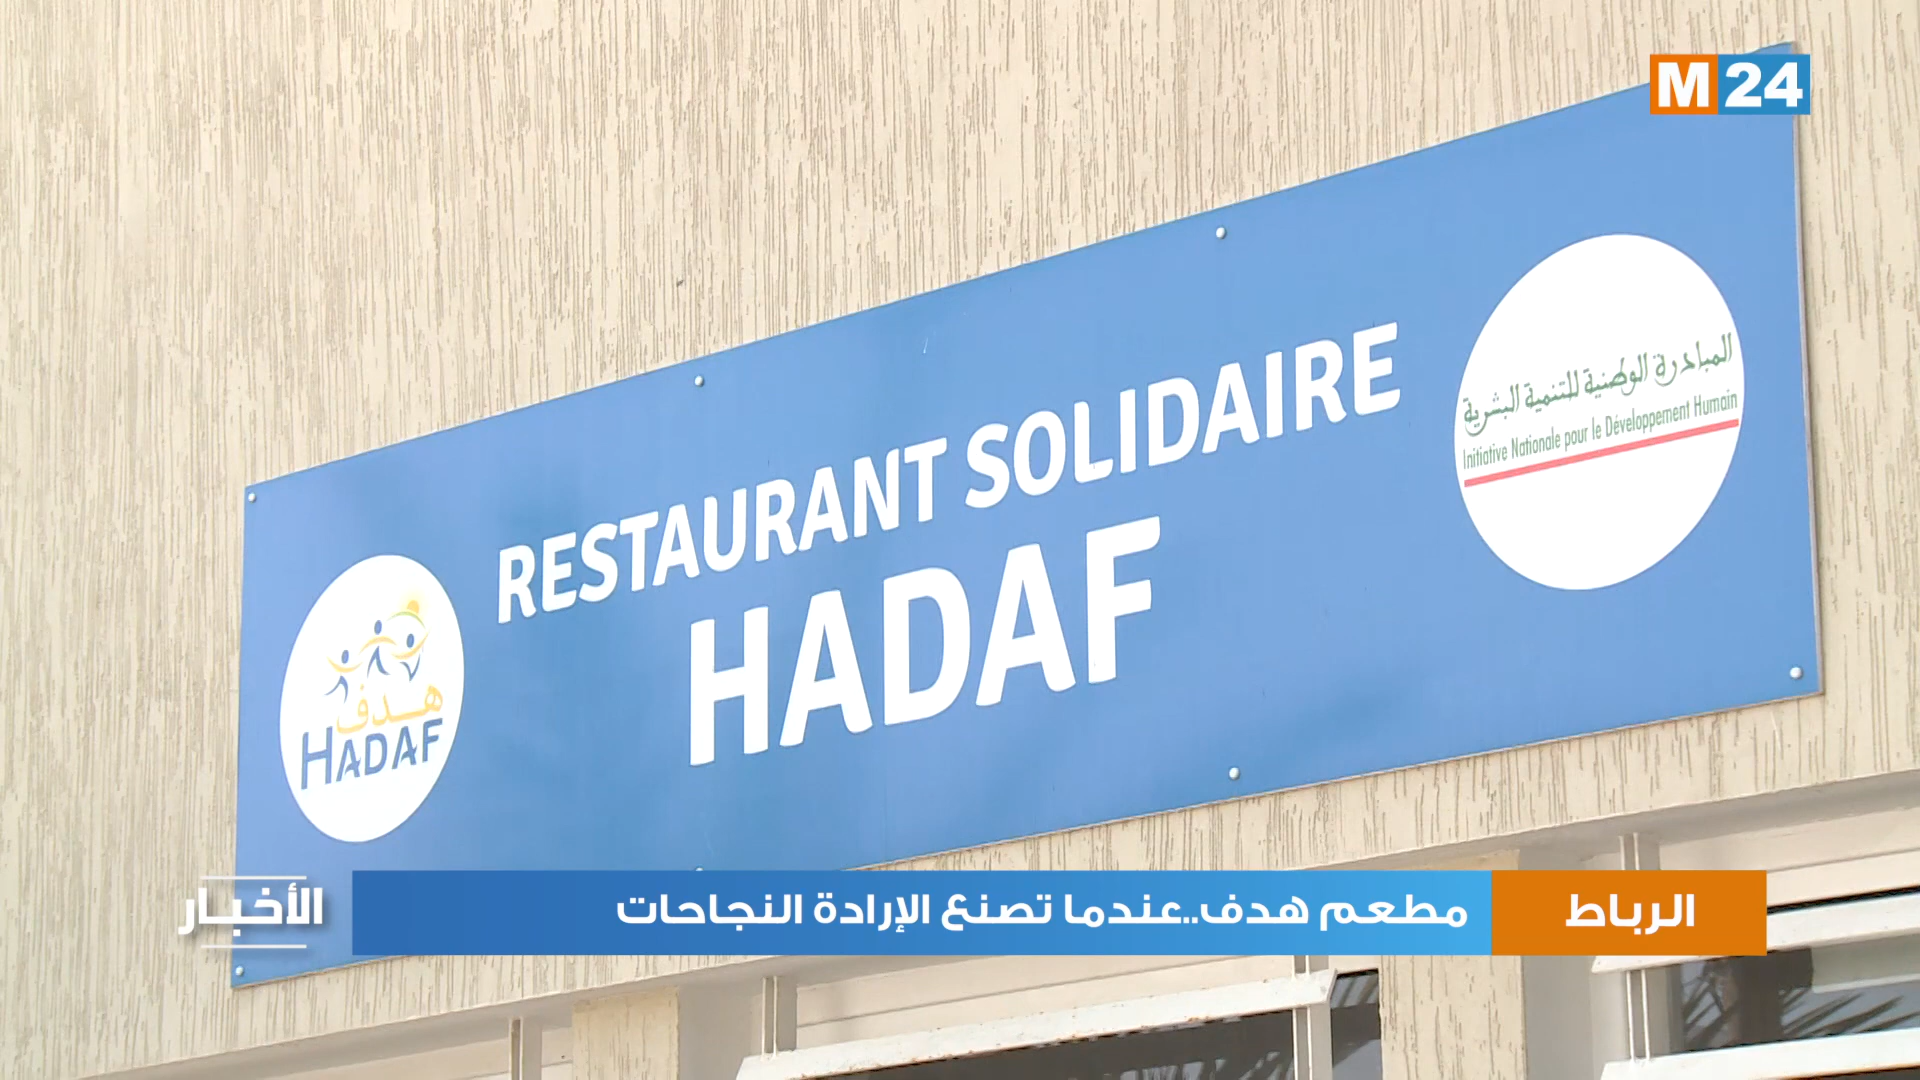 M24
RESTAURANT SOLIDAIRE
HADAF
هدف
HADAF
المبادرة الوطنية للتنمية البشرية
Initiative Nationale pour le Développement Humain
الرباط
مطعم هدف..عندما تصنع الإرادة النجاحات
الأخبار